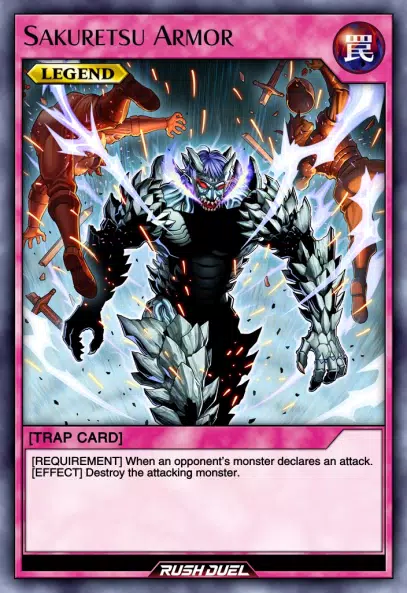 Sakuretsu Armor
罠
LEGEND
[TRAP CARD]
[REQUIREMENT] When an opponent's monster declares an attack.
[EFFECT] Destroy the attacking monster.
RUSH DUEL